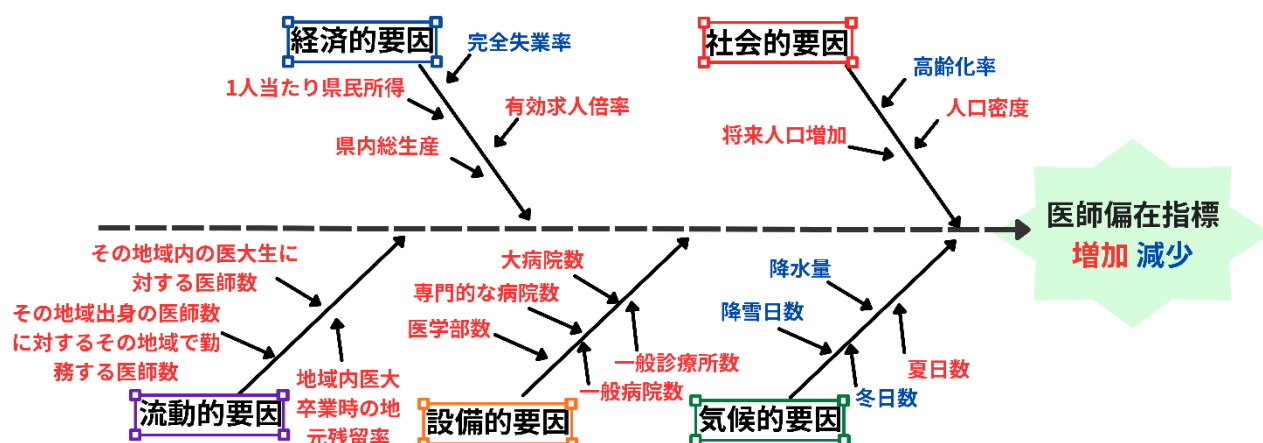 経済的要因
完全失業率
1人当たり県民所得
有効求人倍率
県内総生産
社会的要因
高齢化率
人口密度
将来人口増加
医師偏在指標
増加 減少
その地域内の医大生に
対する医師数
その地域出身の医師数
に対するその地域で勤
務する医師数
地域内医大
卒業時の地
元残留率
流動的要因
大病院数
専門的な病院数
医学部数
一般診療所数
一般病院数
設備的要因
降水量
降雪日数
夏日数
冬日数
気候的要因